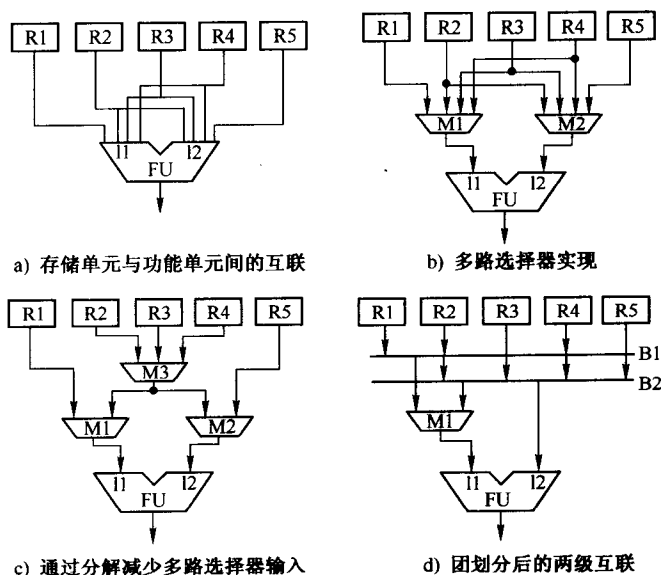 R1 R2 R3 R4 R5
I1 I2
FU
a) 存储单元与功能单元间的互联
R1 R2 R3 R4 R5
M1 M2
I1 I2
FU
b) 多路选择器实现
R1 R2 R3 R4 R5
M3
M1 M2
I1 I2
FU
c) 通过分解减少多路选择器输入
R1 R2 R3 R4 R5
B1
B2
M1
I1 I2
FU
d) 团划分后的两级互联